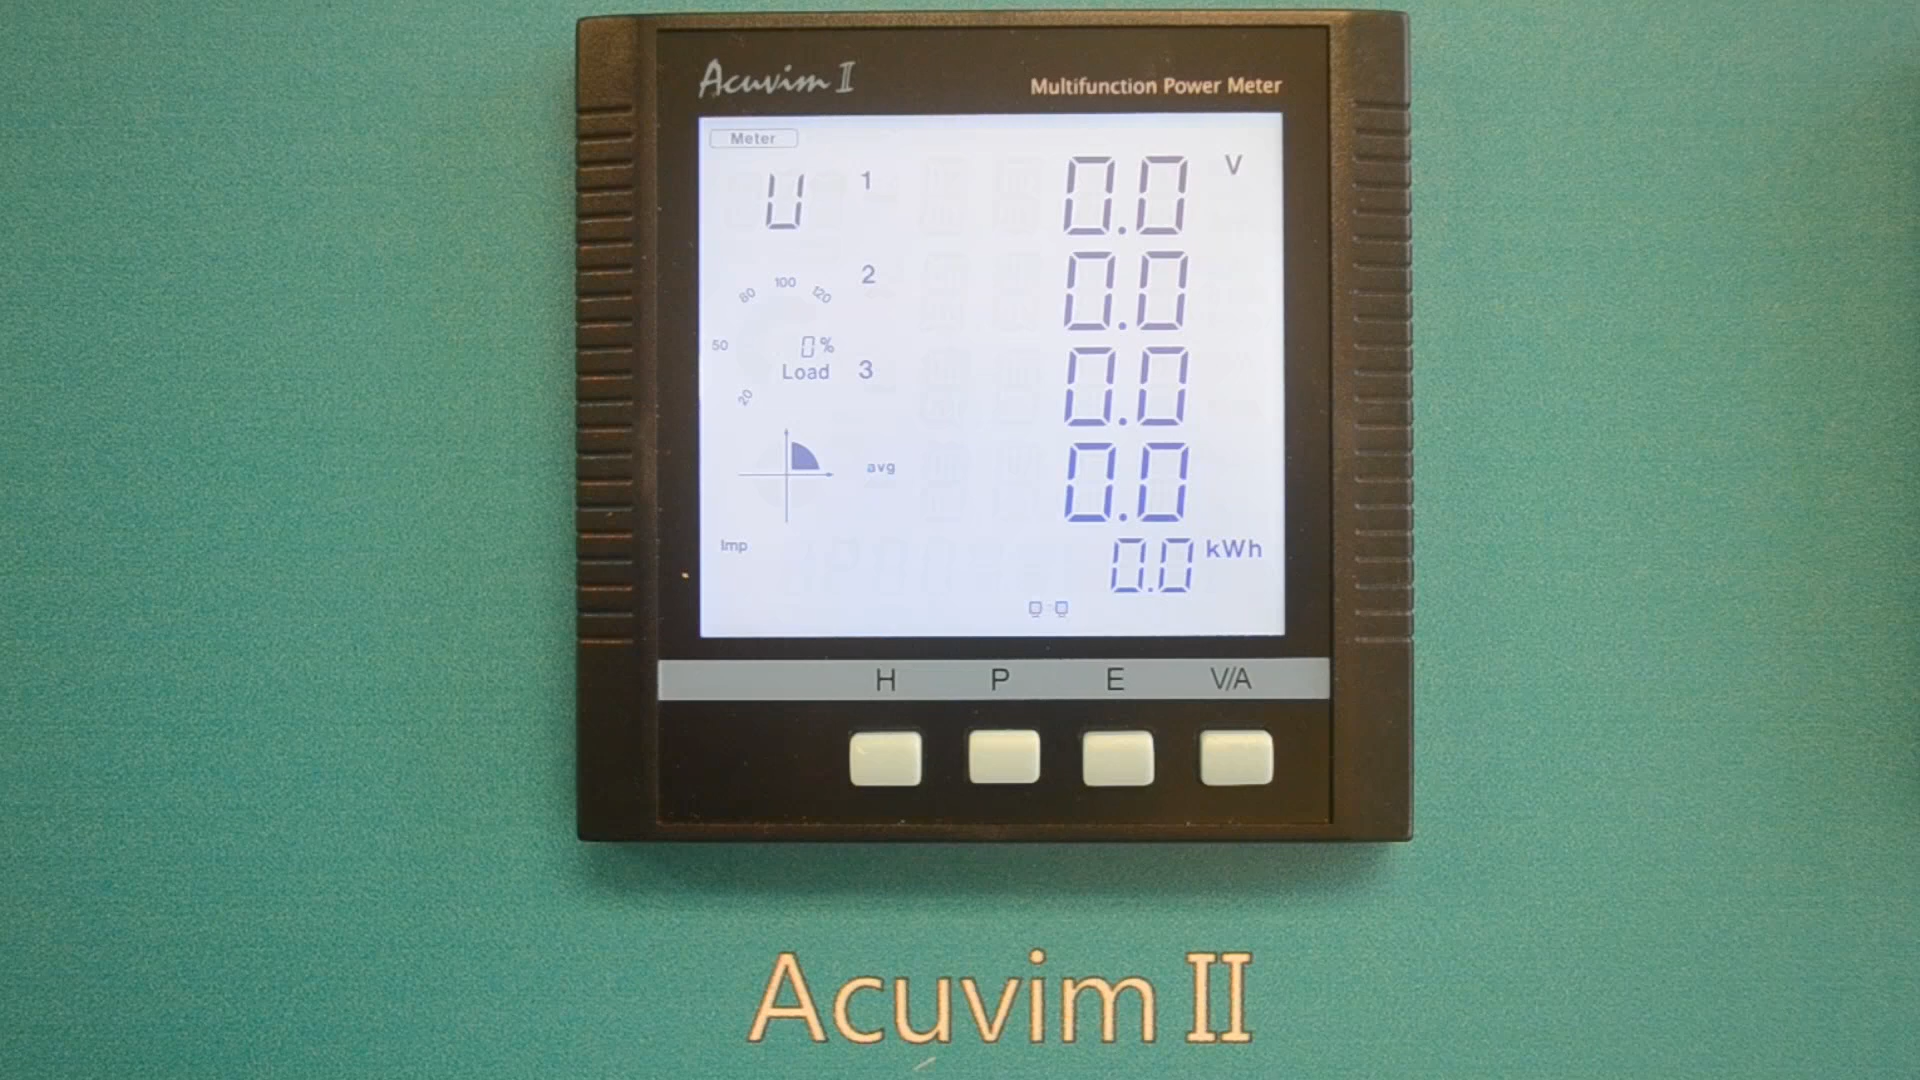 Acuvim II
Multifunction Power Meter
Meter
U 1 0.0 V
2 0.0
80 100 120
50 0% Load
3 0.0
20
avg 0.0
Imp 0.0 kWh
H P E V/A
Acuvim II